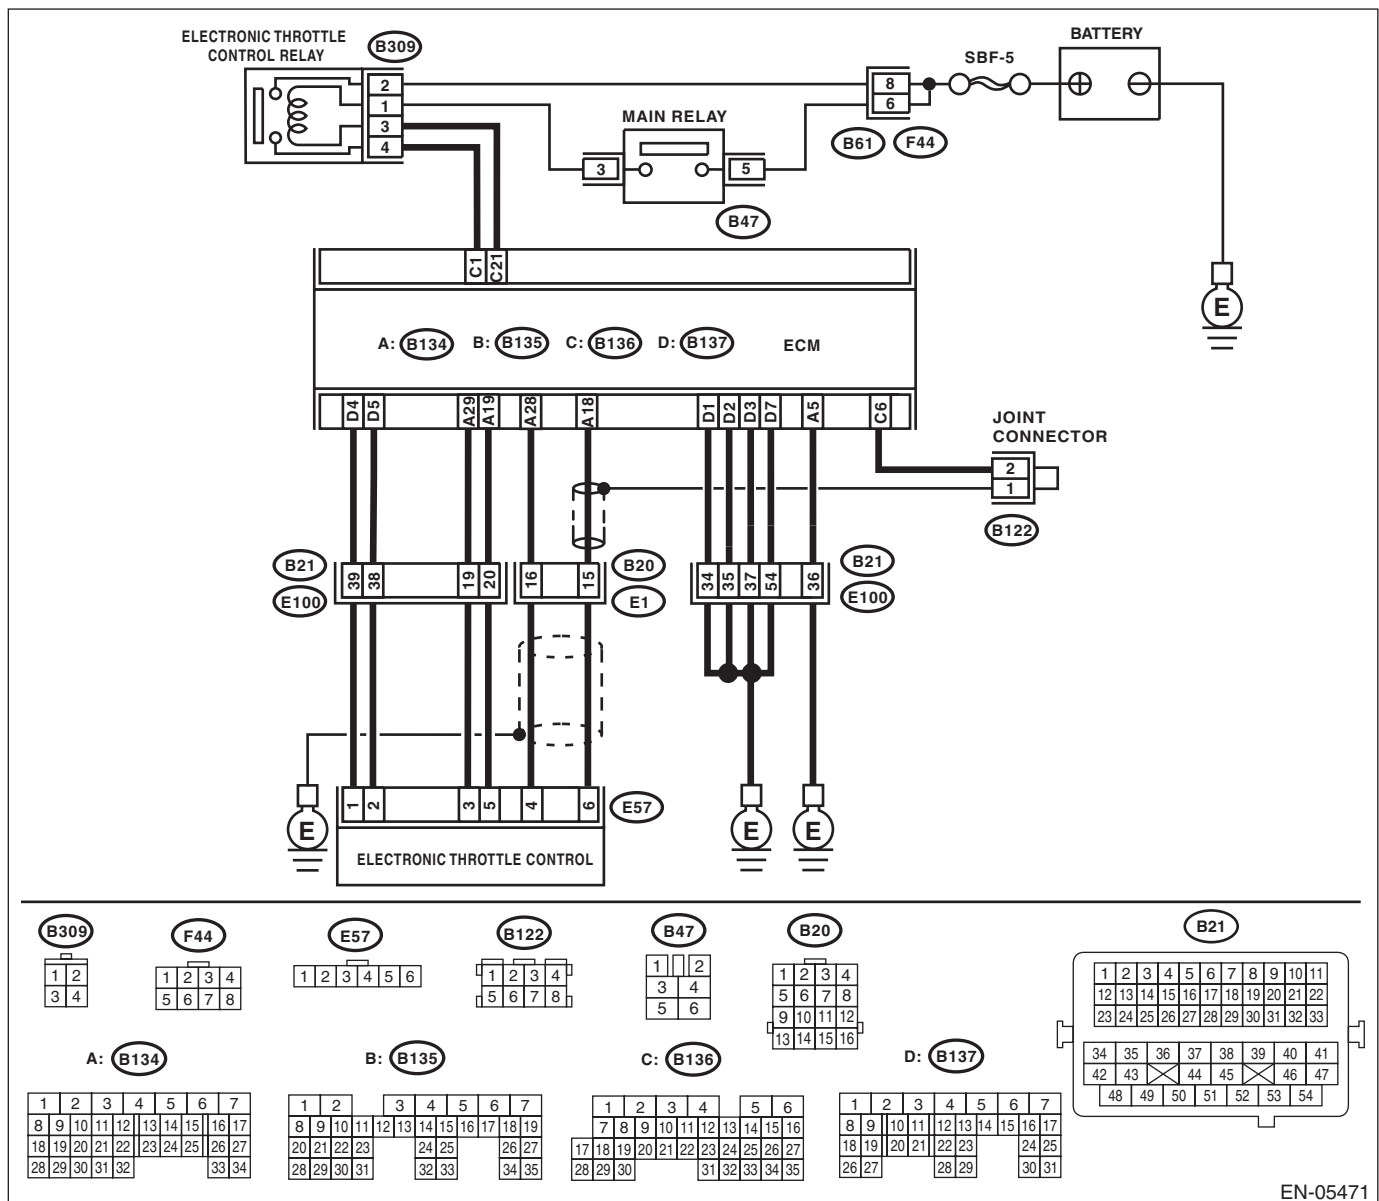 ELECTRONIC THROTTLE
CONTROL RELAY
B309
BATTERY
SBF-5
2
1
3
4
8
6
MAIN RELAY
B61
F44
3
5
B47
C1
C21
A: B134 B: B135 C: B136 D: B137 ECM
D4
D5
A29
A19
A28
A18
D1
D2
D3
D7
A5
C6
JOINT
CONNECTOR
2
1
B122
B21
E100
39
38
19
20
16
15
B20
E1
34
35
37
54
36
B21
E100
E
1
2
3
5
4
6
E57
E
E
E
ELECTRONIC THROTTLE CONTROL
B309
1 2
3 4
F44
1 2 3 4
5 6 7 8
E57
1 2 3 4 5 6
B122
1 2 3 4
5 6 7 8
B47
1 2
3 4
5 6
B20
1 2 3 4
5 6 7 8
9 10 11 12
13 14 15 16
B21
1 2 3 4 5 6 7 8 9 10 11
12 13 14 15 16 17 18 19 20 21 22
23 24 25 26 27 28 29 30 31 32 33
34 35 36 37 38 39 40 41
42 43 44 45 46 47
48 49 50 51 52 53 54
A: B134
1 2 3 4 5 6 7
8 9 10 11 12 13 14 15 16 17
18 19 20 21 22 23 24 25 26 27
28 29 30 31 32 33 34
B: B135
1 2 3 4 5 6 7
8 9 10 11 12 13 14 15 16 17 18 19
20 21 22 23 24 25 26 27
28 29 30 31 32 33 34 35
C: B136
1 2 3 4 5 6
7 8 9 10 11 12 13 14 15 16
17 18 19 20 21 22 23 24 25 26 27
28 29 30 31 32 33 34 35
D: B137
1 2 3 4 5 6 7
8 9 10 11 12 13 14 15 16 17
18 19 20 21 22 23 24 25
26 27 28 29 30 31
EN-05471